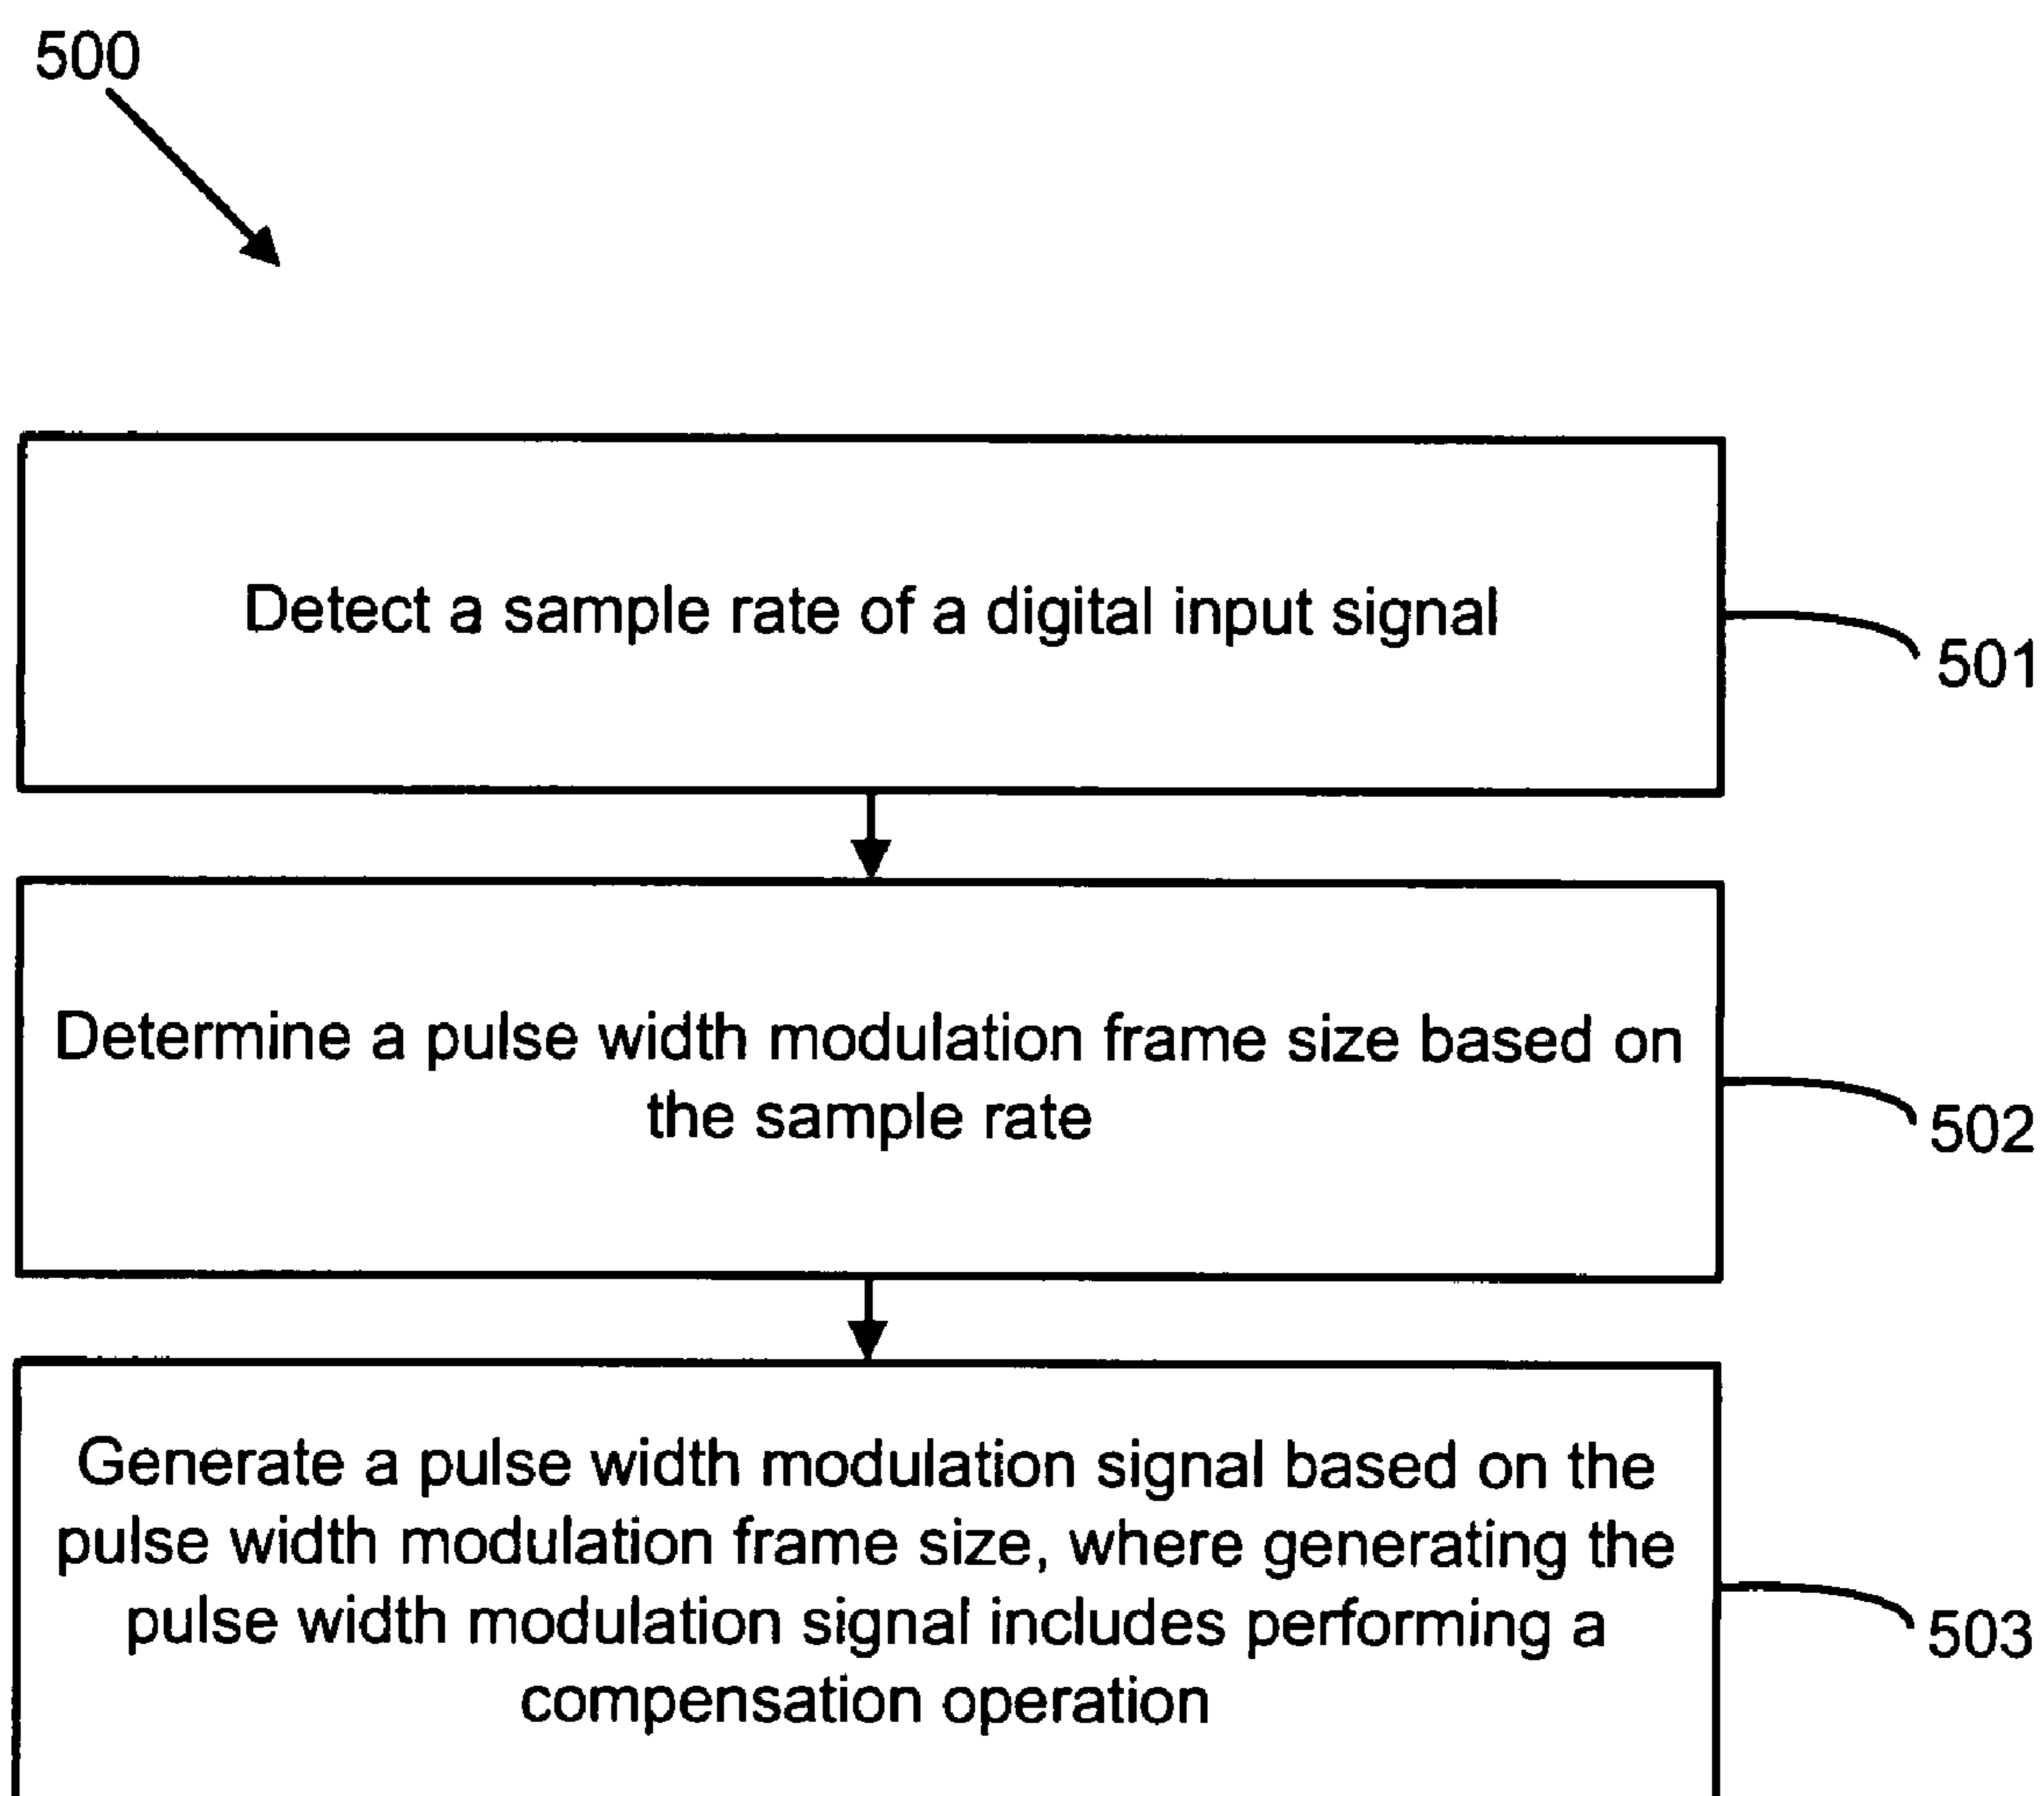 500
Detect a sample rate of a digital input signal
501
Determine a pulse width modulation frame size based on
the sample rate
502
Generate a pulse width modulation signal based on the
pulse width modulation frame size, where generating the
pulse width modulation signal includes performing a
compensation operation
503